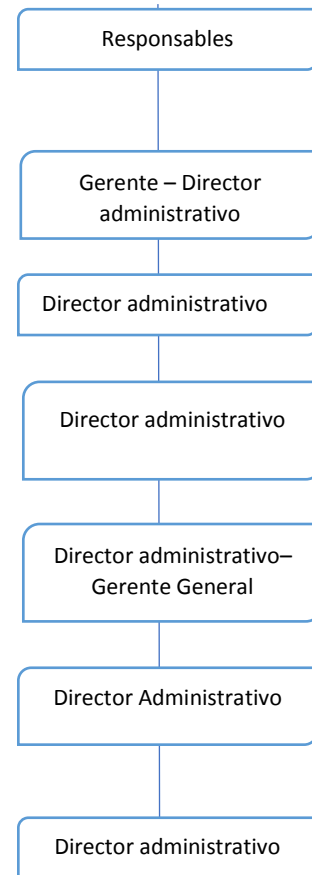 Responsables
Gerente – Director
administrativo
Director administrativo
Director administrativo
Director administrativo–
Gerente General
Director Administrativo
Director administrativo